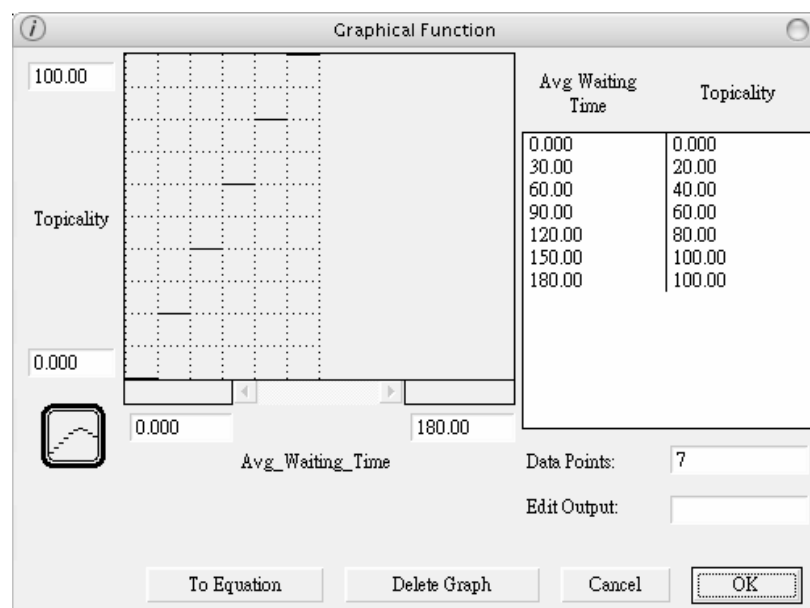 Graphical Function
100.00
Topicality
0.000
0.000
180.00
Avg_Waiting_Time
Avg Waiting
Time
Topicality
0.000 0.000
30.00 20.00
60.00 40.00
90.00 60.00
120.00 80.00
150.00 100.00
180.00 100.00
Data Points: 7
Edit Output:
To Equation Delete Graph Cancel OK